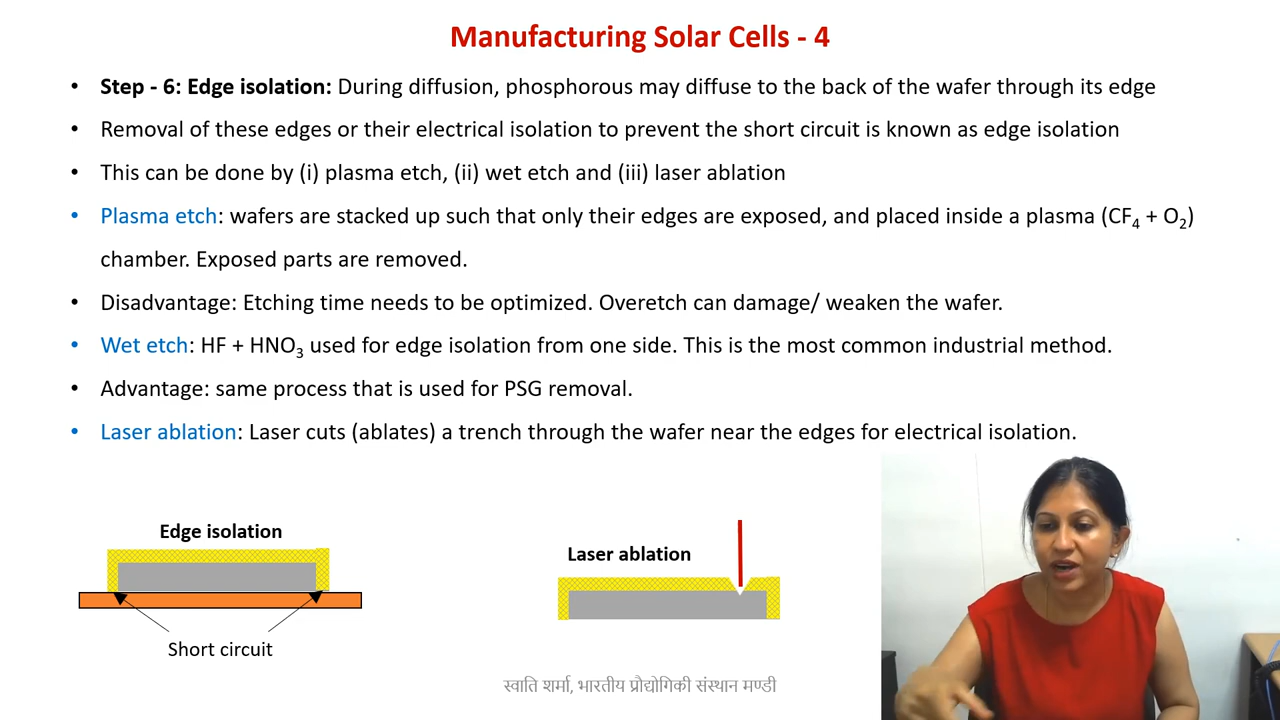 Manufacturing Solar Cells - 4
• Step - 6: Edge isolation: During diffusion, phosphorous may diffuse to the back of the wafer through its edge
• Removal of these edges or their electrical isolation to prevent the short circuit is known as edge isolation
• This can be done by (i) plasma etch, (ii) wet etch and (iii) laser ablation
• Plasma etch: wafers are stacked up such that only their edges are exposed, and placed inside a plasma (CF₄ + O₂)
chamber. Exposed parts are removed.
• Disadvantage: Etching time needs to be optimized. Overetch can damage/ weaken the wafer.
• Wet etch: HF + HNO₃ used for edge isolation from one side. This is the most common industrial method.
• Advantage: same process that is used for PSG removal.
• Laser ablation: Laser cuts (ablates) a trench through the wafer near the edges for electrical isolation.
Edge isolation
Laser ablation
Short circuit
स्वाति शर्मा, भारतीय प्रौद्योगिकी संस्थान मण्डी